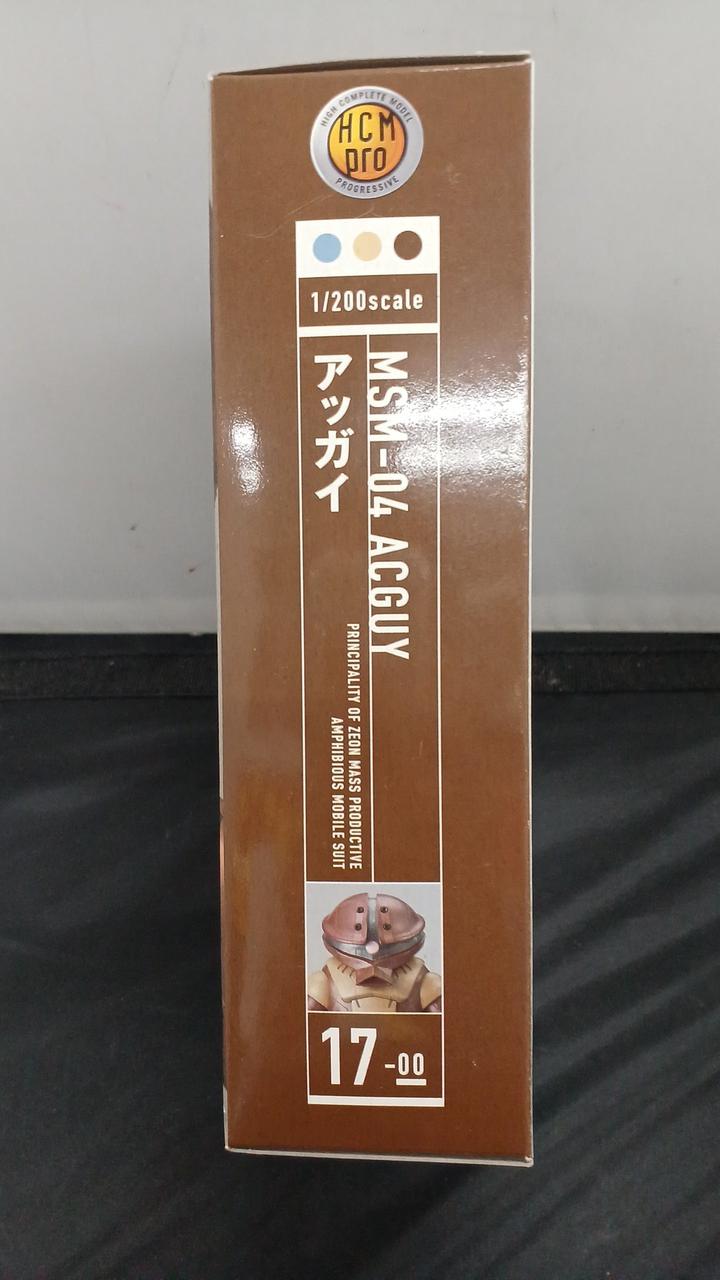 HIGH COMPLETE MODEL
HCM
pro
PROGRESSIVE
1/200scale
MSM-04 ACGUY
アッガイ
PRINCIPALITY OF ZEON MASS PRODUCTIVE
AMPHIBIOUS MOBILE SUIT
17-00